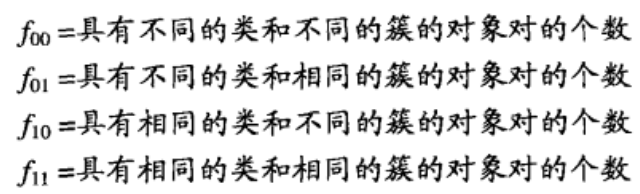 f00 =具有不同的类和不同的簇的对象对的个数
f01 =具有不同的类和相同的簇的对象对的个数
f10 =具有相同的类和不同的簇的对象对的个数
f11 =具有相同的类和相同的簇的对象对的个数